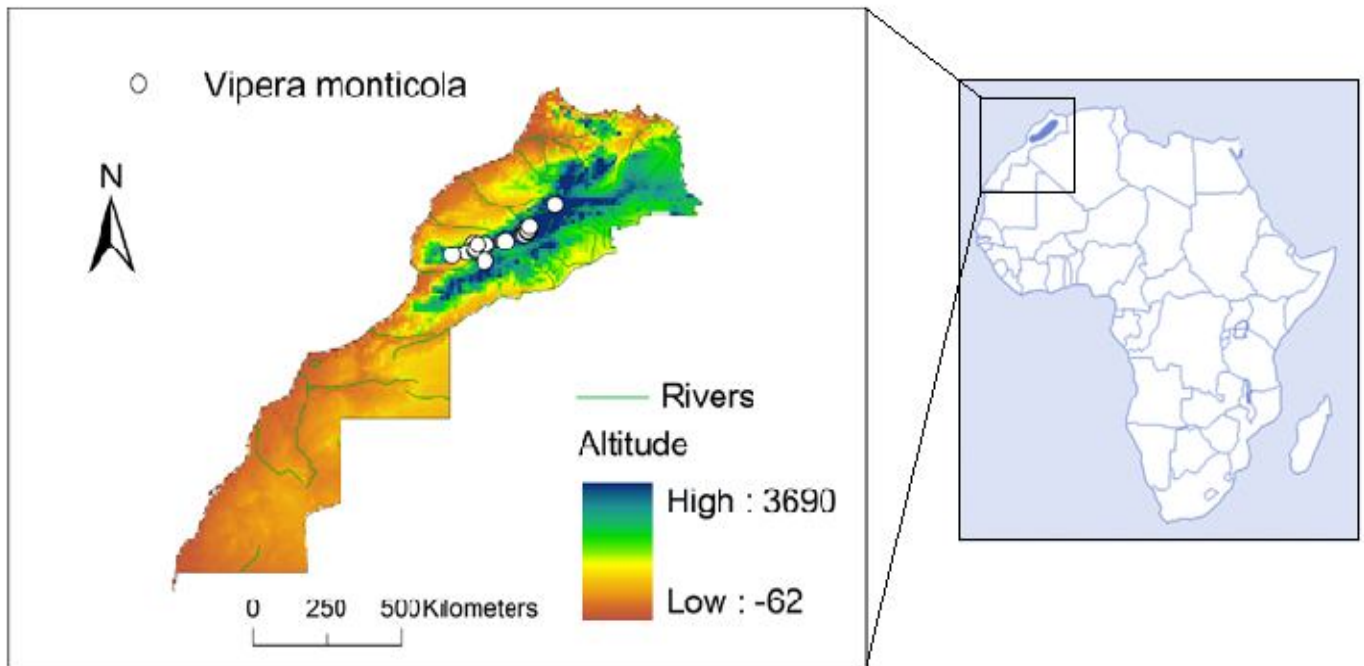 Vipera monticola
N
Rivers
Altitude
High : 3690
Low : -62
0 250 500Kilometers